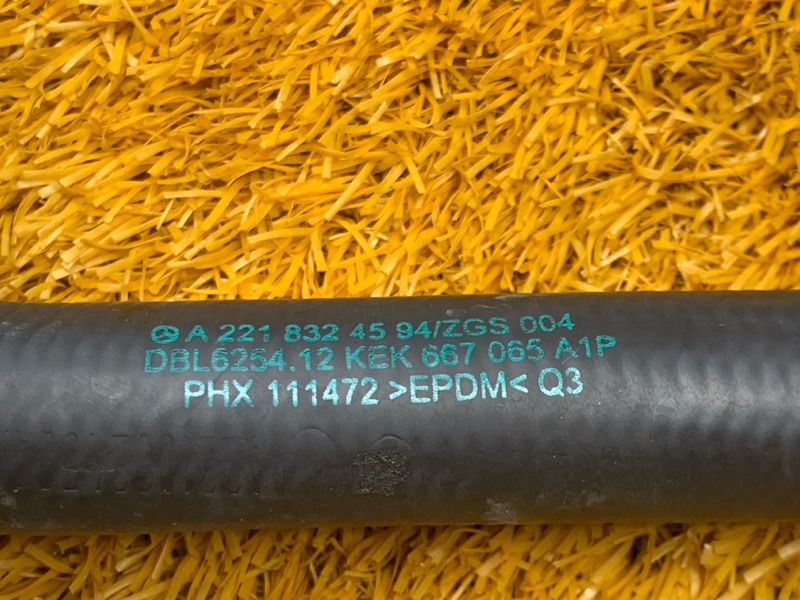 A 221 832 45 94/ZGS 004
DBL6254.12 KEK 667 065 A1P
PHX 111472 >EPDM< Q3